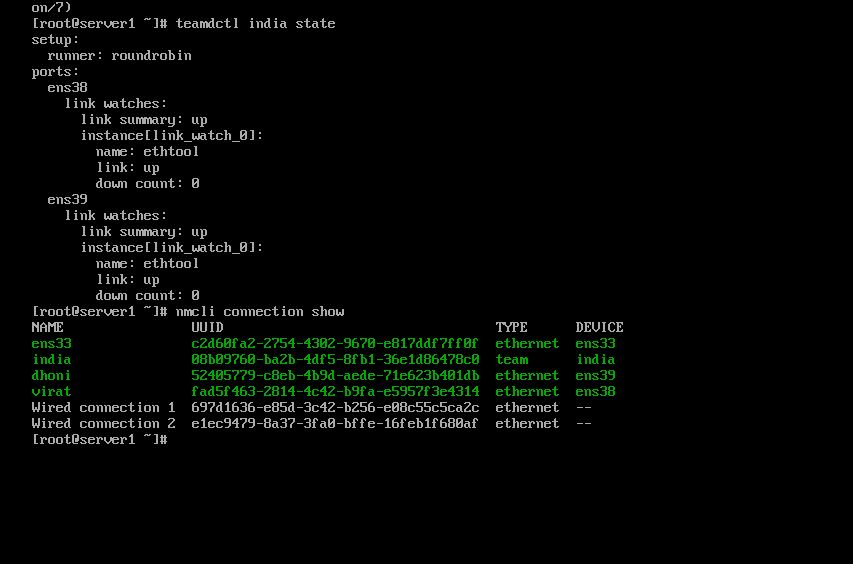 on/7)
[root@server1 ~]# teamdctl india state
setup:
  runner: roundrobin
ports:
  ens38
    link watches:
      link summary: up
      instance[link_watch_0]:
        name: ethtool
        link: up
        down count: 0
  ens39
    link watches:
      link summary: up
      instance[link_watch_0]:
        name: ethtool
        link: up
        down count: 0
[root@server1 ~]# nmcli connection show
NAME                UUID                                  TYPE      DEVICE
ens33               c2d60fa2-2754-4302-9670-e817ddf7ff0f  ethernet  ens33
india               08b09760-ba2b-4df5-8fb1-36e1d86478c0  team      india
dhoni               52405779-c8eb-4b9d-aede-71e623b401db  ethernet  ens39
virat               fad5f463-2814-4c42-b9fa-e5957f3e4314  ethernet  ens38
Wired connection 1  697d1636-e85d-3c42-b256-e08c55c5ca2c  ethernet  --
Wired connection 2  e1ec9479-8a37-3fa0-bffe-16feb1f680af  ethernet  --
[root@server1 ~]#